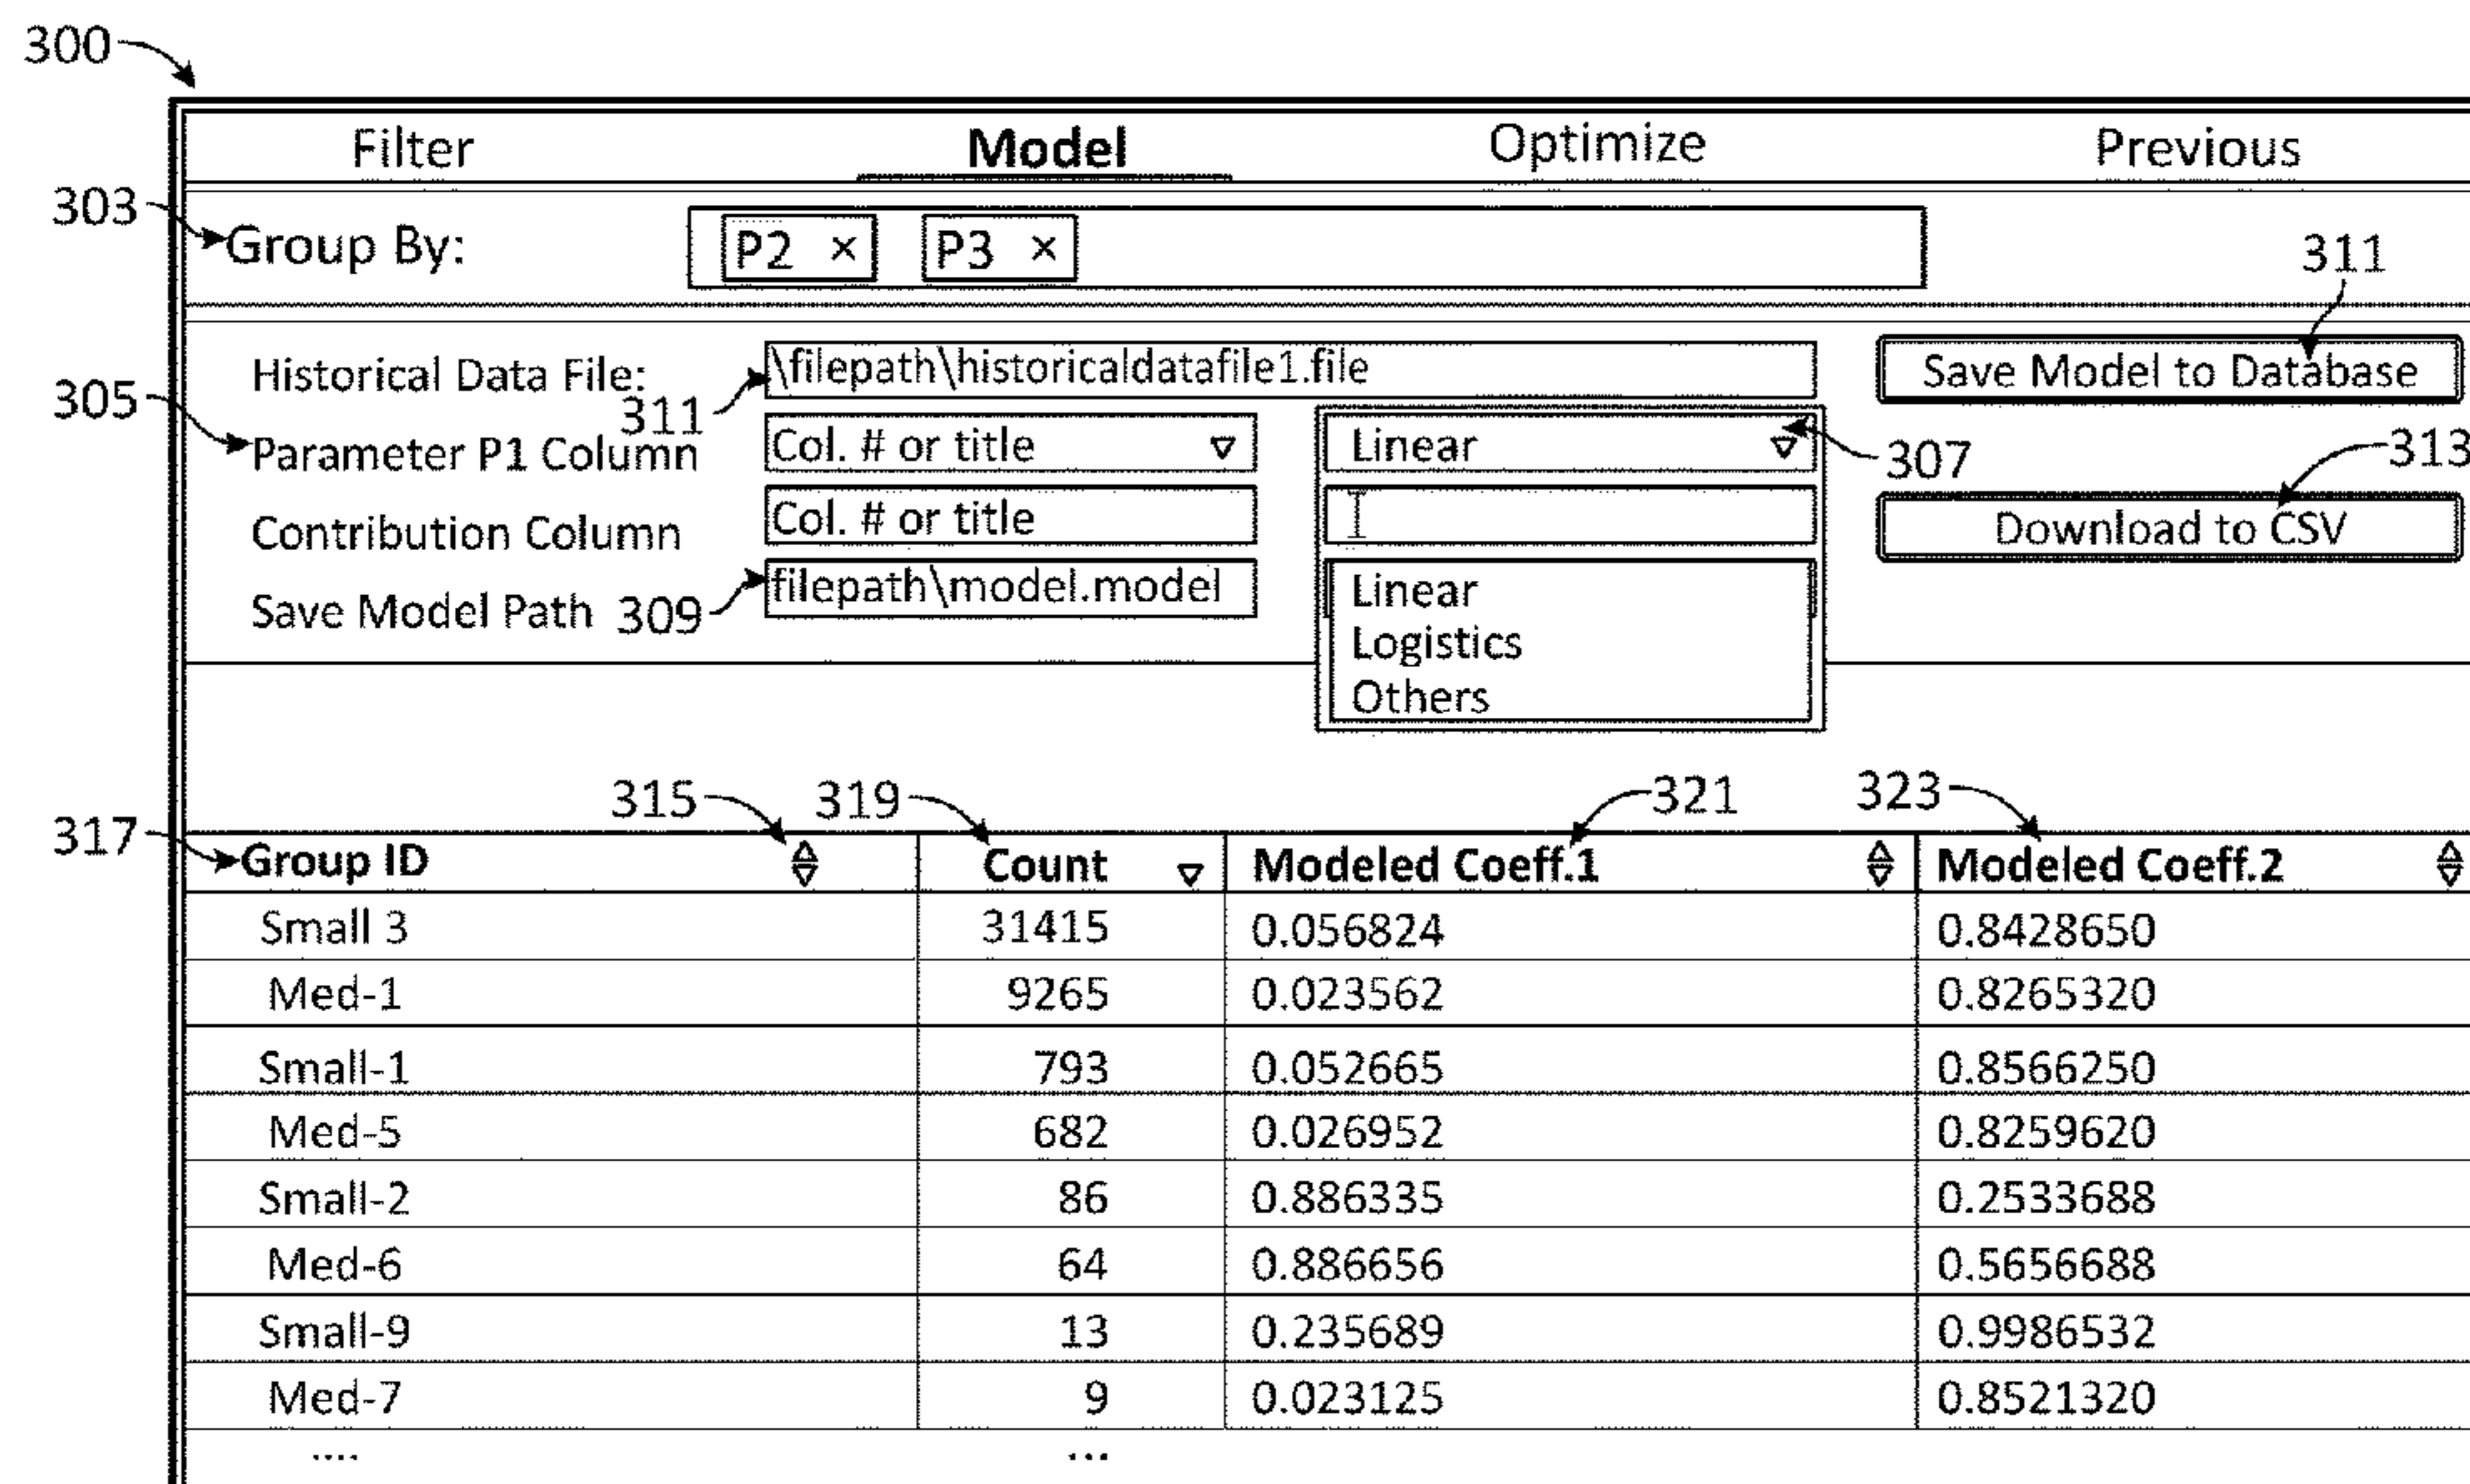 300
Filter Model Optimize Previous
303
Group By: P2 × P3 ×
311
Historical Data File: \filepath\historicaldatafile1.file Save Model to Database
305 311
Parameter P1 Column Col. # or title Linear 307 313
Contribution Column Col. # or title Download to CSV
Save Model Path 309 filepath\model.model Linear
Logistics
Others
315 319 321 323
317
Group ID Count Modeled Coeff.1 Modeled Coeff.2
Small 3 31415 0.056824 0.8428650
Med-1 9265 0.023562 0.8265320
Small-1 793 0.052665 0.8566250
Med-5 682 0.026952 0.8259620
Small-2 86 0.886335 0.2533688
Med-6 64 0.886656 0.5656688
Small-9 13 0.235689 0.9986532
Med-7 9 0.023125 0.8521320
.... ...